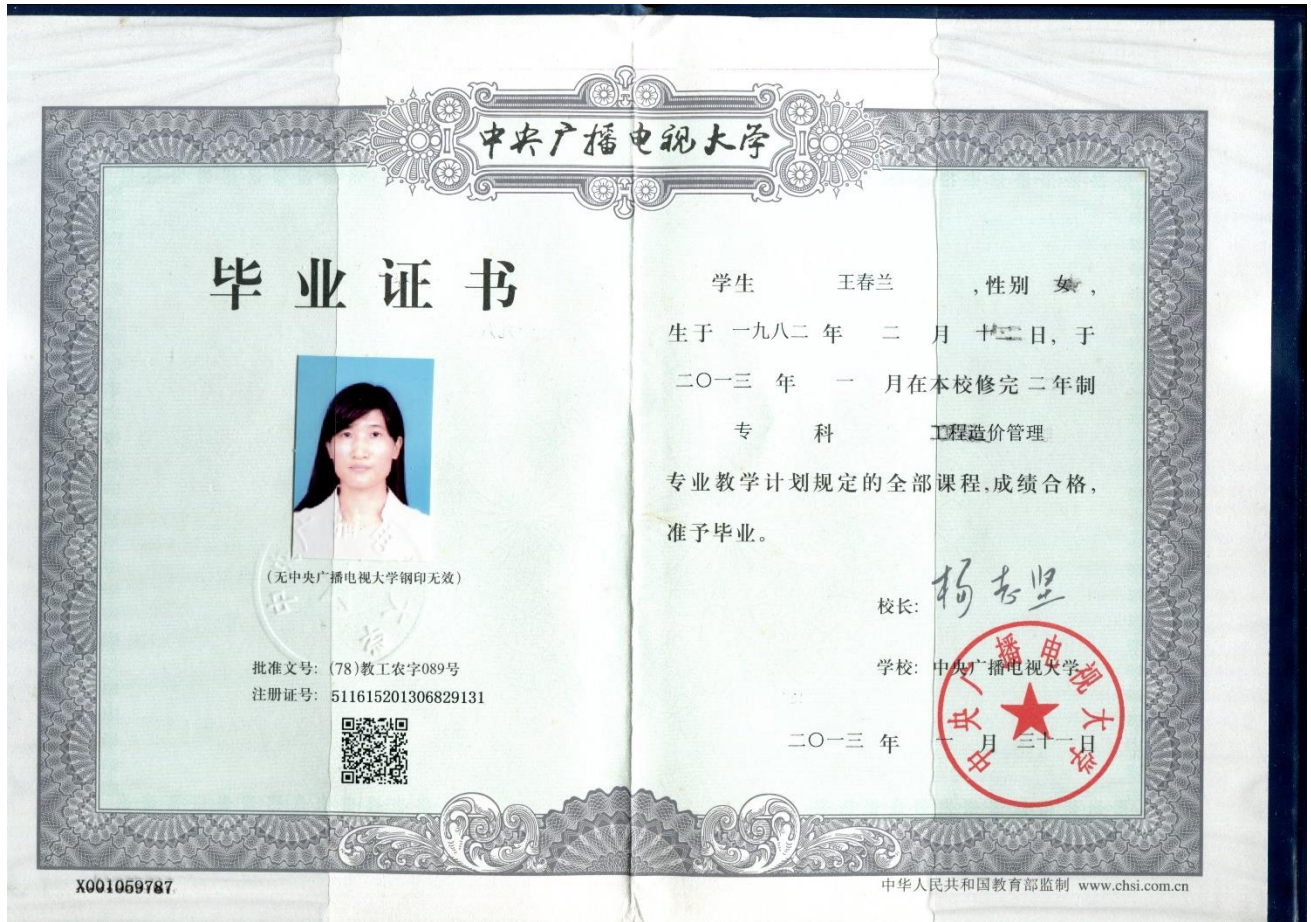 中央广播电视大学
毕业证书
(无中央广播电视大学钢印无效)
批准文号: (78)教工农字089号
注册证号: 511615201306829131
X001059787
学生 王春兰 ,性别 女,
生于 一九八二 年 二 月 十二日, 于
二〇一三 年 一 月在本校修完 二年制
专 科 工程造价管理
专业教学计划规定的全部课程,成绩合格,
准予毕业。
校长: 杨志坚
学校: 中央广播电视大学
中央广播电视大学
二〇一三 年 一 月 三十一日
中华人民共和国教育部监制 www.chsi.com.cn